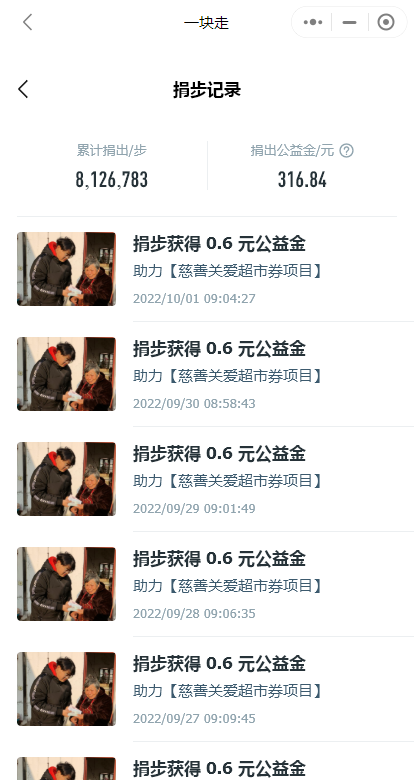 一块走
捐步记录
累计捐出/步
捐出公益金/元
8,126,783
316.84
捐步获得 0.6 元公益金
助力【慈善关爱超市券项目】
2022/10/01 09:04:27
捐步获得 0.6 元公益金
助力【慈善关爱超市券项目】
2022/09/30 08:58:43
捐步获得 0.6 元公益金
助力【慈善关爱超市券项目】
2022/09/29 09:01:49
捐步获得 0.6 元公益金
助力【慈善关爱超市券项目】
2022/09/28 09:06:35
捐步获得 0.6 元公益金
助力【慈善关爱超市券项目】
2022/09/27 09:09:45
捐步获得 0.6 元公益金